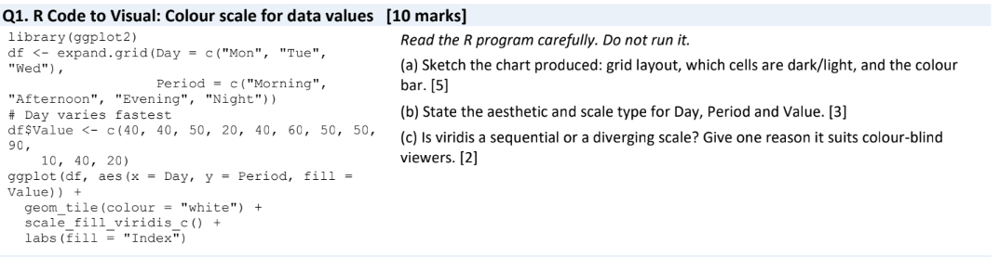 Q1. R Code to Visual: Colour scale for data values [10 marks]
library(ggplot2)
df <- expand.grid(Day = c("Mon", "Tue",
"Wed"),
                  Period = c("Morning",
"Afternoon", "Evening", "Night"))
# Day varies fastest
df$Value <- c(40, 40, 50, 20, 40, 60, 50, 50,
90,
    10, 40, 20)
ggplot(df, aes(x = Day, y = Period, fill =
Value)) +
  geom_tile(colour = "white") +
  scale_fill_viridis_c() +
  labs(fill = "Index")
Read the R program carefully. Do not run it.
(a) Sketch the chart produced: grid layout, which cells are dark/light, and the colour
bar. [5]
(b) State the aesthetic and scale type for Day, Period and Value. [3]
(c) Is viridis a sequential or a diverging scale? Give one reason it suits colour-blind
viewers. [2]